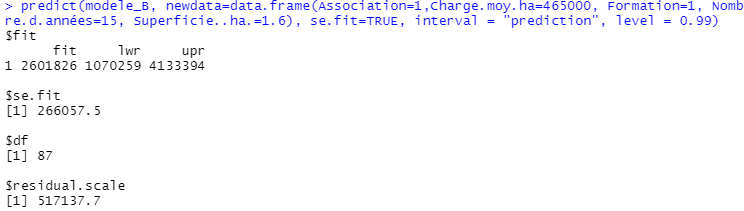 > predict(modele_B, newdata=data.frame(Association=1,Charge.moy.ha=465000, Formation=1, Nomb
re.d.années=15, Superficie..ha.=1.6), se.fit=TRUE, interval = "prediction", level = 0.99)
$fit
fit lwr upr
1 2601826 1070259 4133394
$se.fit
[1] 266057.5
$df
[1] 87
$residual.scale
[1] 517137.7